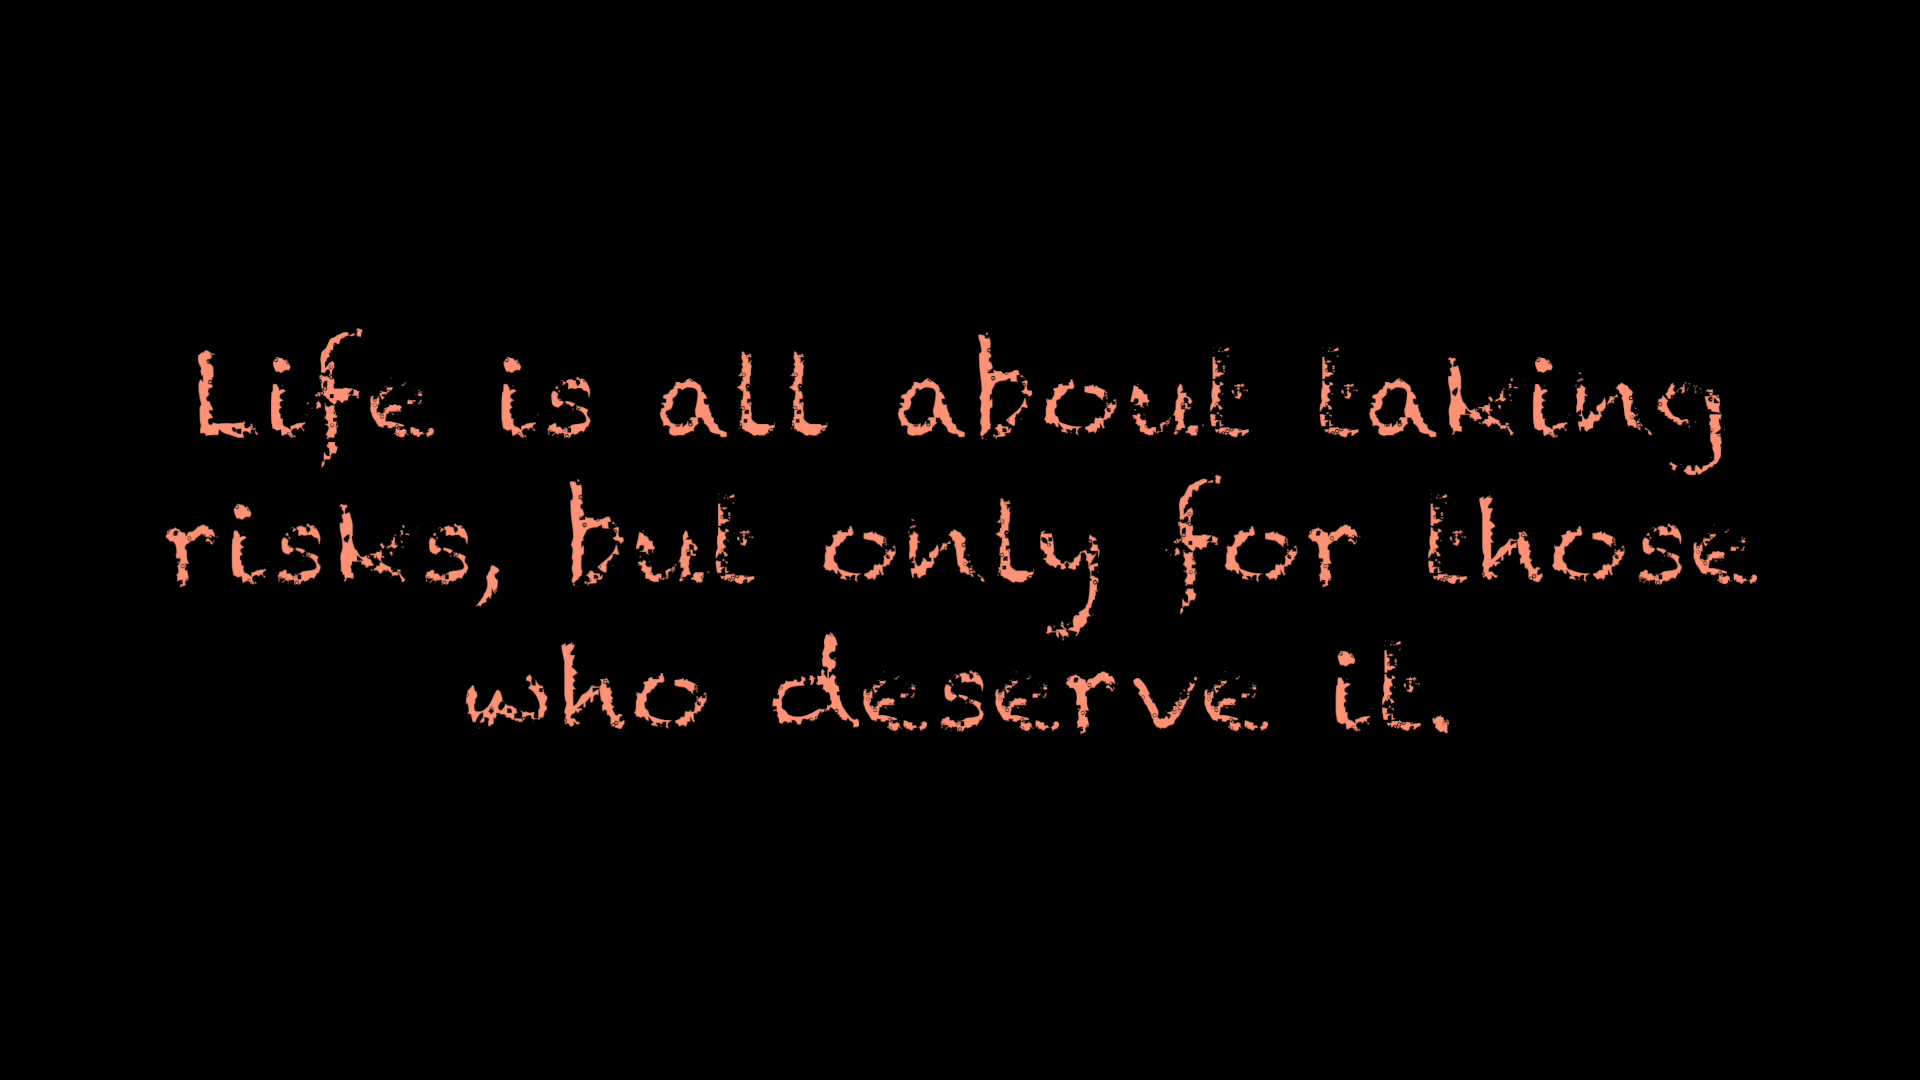 Life is all about taking
risks, but only for those
who deserve it.